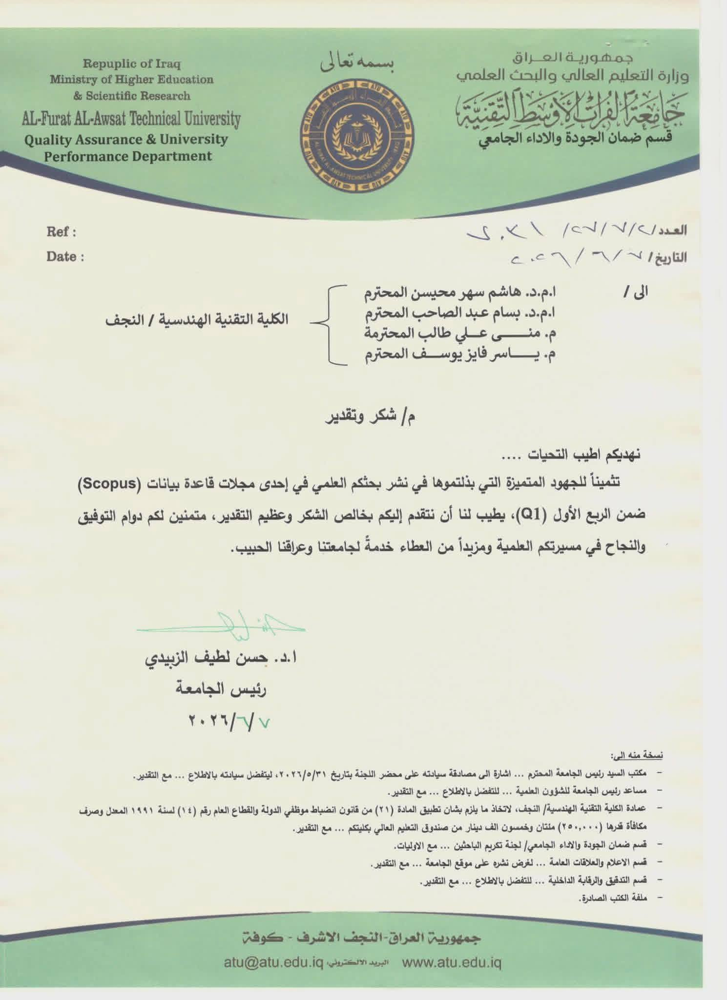 بسمه تعالى
جمهورية العراق
وزارة التعليم العالي والبحث العلمي
جامعة الفرات الأوسط التقنية
قسم ضمان الجودة والاداء الجامعي
Repuplic of Iraq
Ministry of Higher Education
& Scientific Research
AL-Furat AL-Awsat Technical University
Quality Assurance & University
Performance Department
ATU
AL-FURAT AL-AWSAT TECHNICAL UNIVERSITY - IRAQ
العدد/
Ref :
التاريخ / ٧ / ٦ / ٢٠٢٦
Date :
الى /
ا.م.د. هاشم سهر محيسن المحترم
ا.م.د. بسام عبد الصاحب المحترم
م. منى علي طالب المحترمة
م. ياسر فايز يوسف المحترم
الكلية التقنية الهندسية / النجف
م/ شكر وتقدير
نهديكم اطيب التحيات ....
تثميناً للجهود المتميزة التي بذلتموها في نشر بحثكم العلمي في إحدى مجلات قاعدة بيانات (Scopus)
ضمن الربع الأول (Q1)، يطيب لنا أن نتقدم إليكم بخالص الشكر وعظيم التقدير، متمنين لكم دوام التوفيق
والنجاح في مسيرتكم العلمية ومزيداً من العطاء خدمةً لجامعتنا وعراقنا الحبيب.
ا.د. حسن لطيف الزبيدي
رئيس الجامعة
٧/٦/٢٠٢٦
نسخة منه الى:
- مكتب السيد رئيس الجامعة المحترم ... اشارة الى مصادقة سيادته على محضر اللجنة بتاريخ ٢٠٢٦/٥/٣١، ليتفضل سيادته بالاطلاع ... مع التقدير.
- مساعد رئيس الجامعة للشؤون العلمية ... للتفضل بالاطلاع ... مع التقدير.
- عمادة الكلية التقنية الهندسية/ النجف، لاتخاذ ما يلزم بشان تطبيق المادة (٢١) من قانون انضباط موظفي الدولة والقطاع العام رقم (١٤) لسنة ١٩٩١ المعدل وصرف
مكافأة قدرها (٢٥٠,٠٠٠) مئتان وخمسون الف دينار من صندوق التعليم العالي بكليتكم ... مع التقدير.
- قسم ضمان الجودة والاداء الجامعي/ لجنة تكريم الباحثين ... مع الاوليات.
- قسم الاعلام والعلاقات العامة ... لغرض نشره على موقع الجامعة ... مع التقدير.
- قسم التدقيق والرقابة الداخلية ... للتفضل بالاطلاع ... مع التقدير.
- ملفة الكتب الصادرة.
جمهورية العراق-النجف الاشرف - كوفة
www.atu.edu.iq البريد الالكتروني: atu@atu.edu.iq